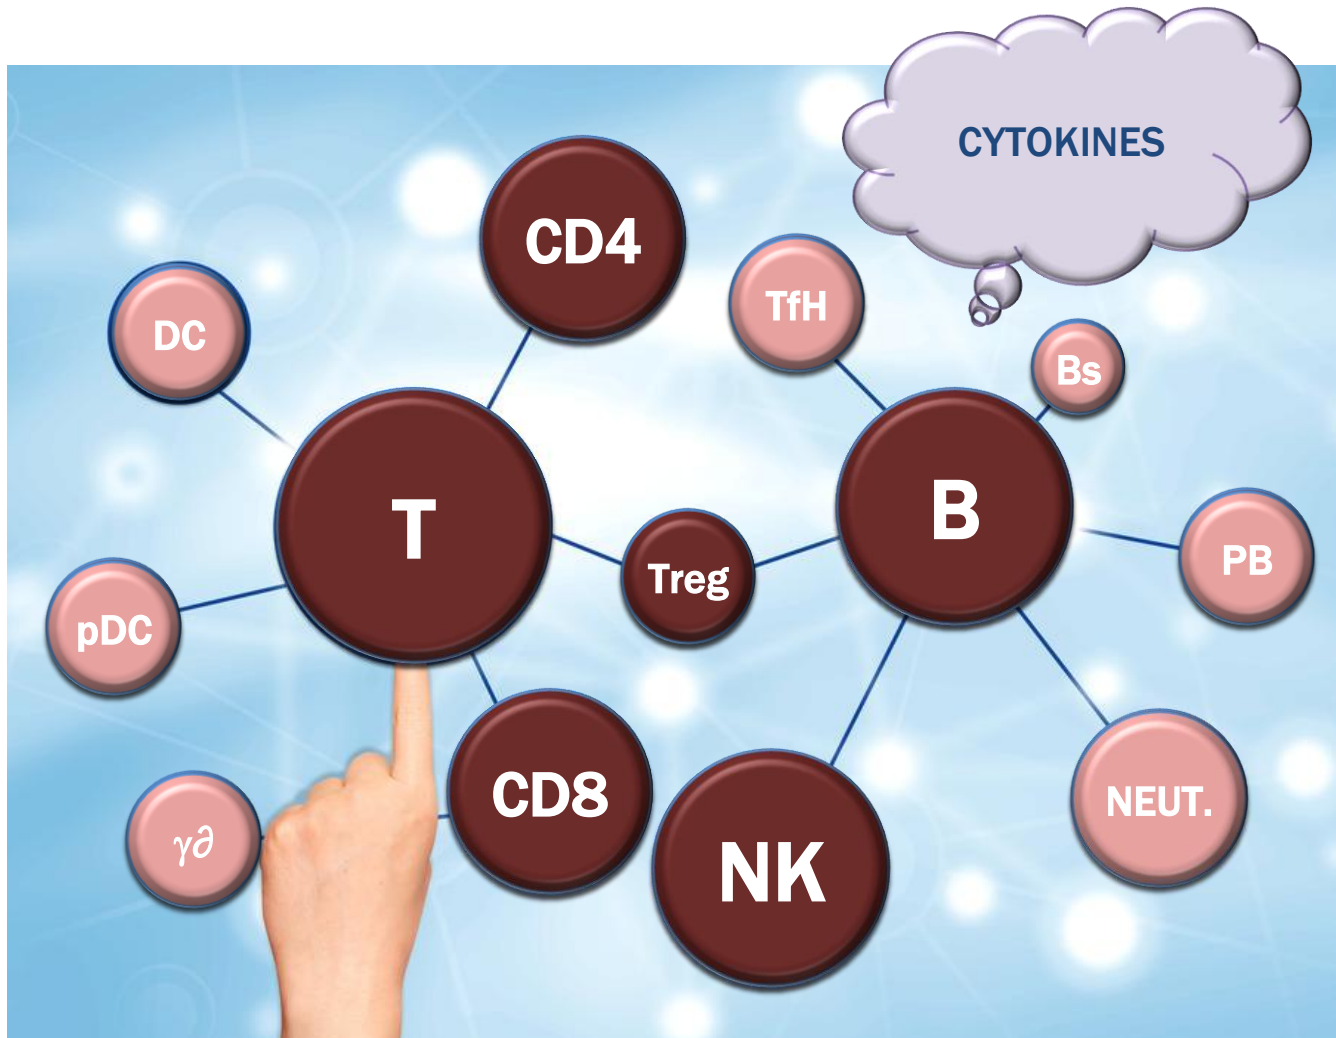 CYTOKINES
CD4
TfH
DC
Bs
T
B
PB
Treg
pDC
CD8
NEUT.
γ∂
NK